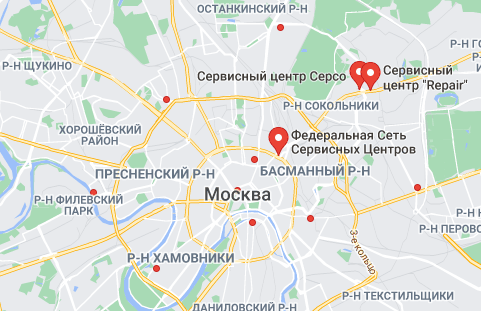 ОСТАНКИНСКИЙ Р-Н
Р-Н ЩУКИНО
Сервисный центр Серсо
Сервисный
центр "Repair"
Р-Н СОКОЛЬНИКИ
ХОРОШЁВСКИЙ
РАЙОН
Федеральная Сеть
Сервисных Центров
ПРЕСНЕНСКИЙ Р-Н
БАСМАННЫЙ Р-Н
Москва
Р-Н ФИЛЕВСКИЙ
ПАРК
Р-Н
Р-Н ПЕРОВО
3-е кольцо
Р-Н ХАМОВНИКИ
Р-Н ТЕКСТИЛЬЩИКИ
ДАНИЛОВСКИЙ Р-Н